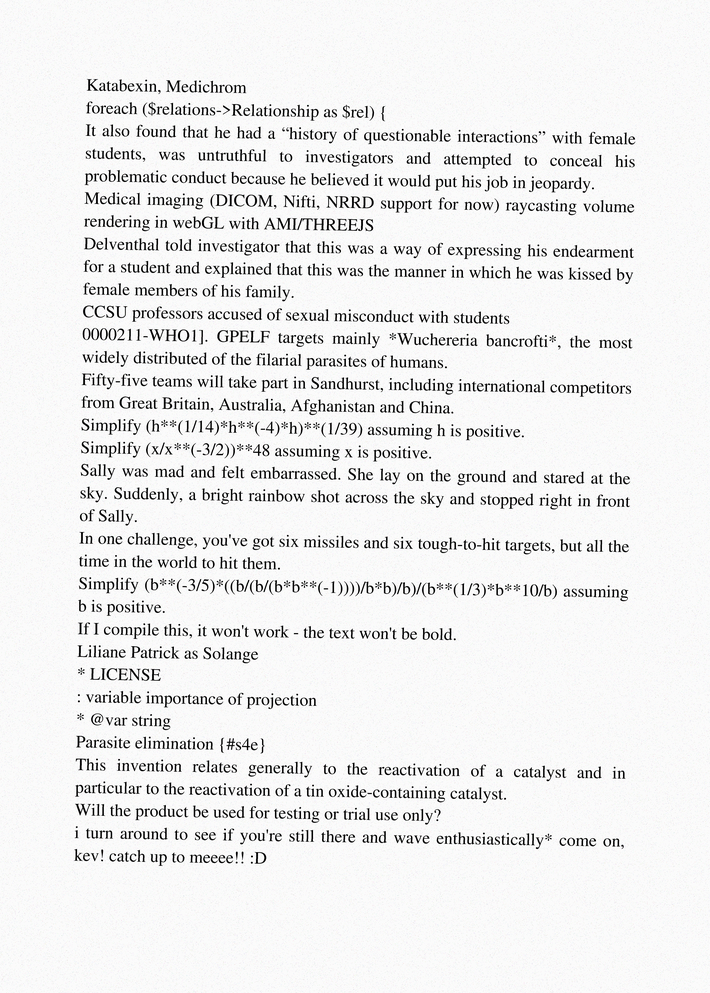 Katabexin, Medichrom
foreach ($relations->Relationship as $rel) {
It also found that he had a “history of questionable interactions” with female
students, was untruthful to investigators and attempted to conceal his
problematic conduct because he believed it would put his job in jeopardy.
Medical imaging (DICOM, Nifti, NRRD support for now) raycasting volume
rendering in webGL with AMI/THREEJS
Delventhal told investigator that this was a way of expressing his endearment
for a student and explained that this was the manner in which he was kissed by
female members of his family.
CCSU professors accused of sexual misconduct with students
0000211-WHO1]. GPELF targets mainly *Wuchereria bancrofti*, the most
widely distributed of the filarial parasites of humans.
Fifty-five teams will take part in Sandhurst, including international competitors
from Great Britain, Australia, Afghanistan and China.
Simplify (h**(1/14)*h**(-4)*h)**(1/39) assuming h is positive.
Simplify (x/x**(-3/2))**48 assuming x is positive.
Sally was mad and felt embarrassed. She lay on the ground and stared at the
sky. Suddenly, a bright rainbow shot across the sky and stopped right in front
of Sally.
In one challenge, you've got six missiles and six tough-to-hit targets, but all the
time in the world to hit them.
Simplify (b**(-3/5)*((b/(b/(b*b**(-1))))/b*b)/b)/(b**(1/3)*b**10/b) assuming
b is positive.
If I compile this, it won't work - the text won't be bold.
Liliane Patrick as Solange
* LICENSE
: variable importance of projection
* @var string
Parasite elimination {#s4e}
This invention relates generally to the reactivation of a catalyst and in
particular to the reactivation of a tin oxide-containing catalyst.
Will the product be used for testing or trial use only?
i turn around to see if you're still there and wave enthusiastically* come on,
kev! catch up to meeee!! :D